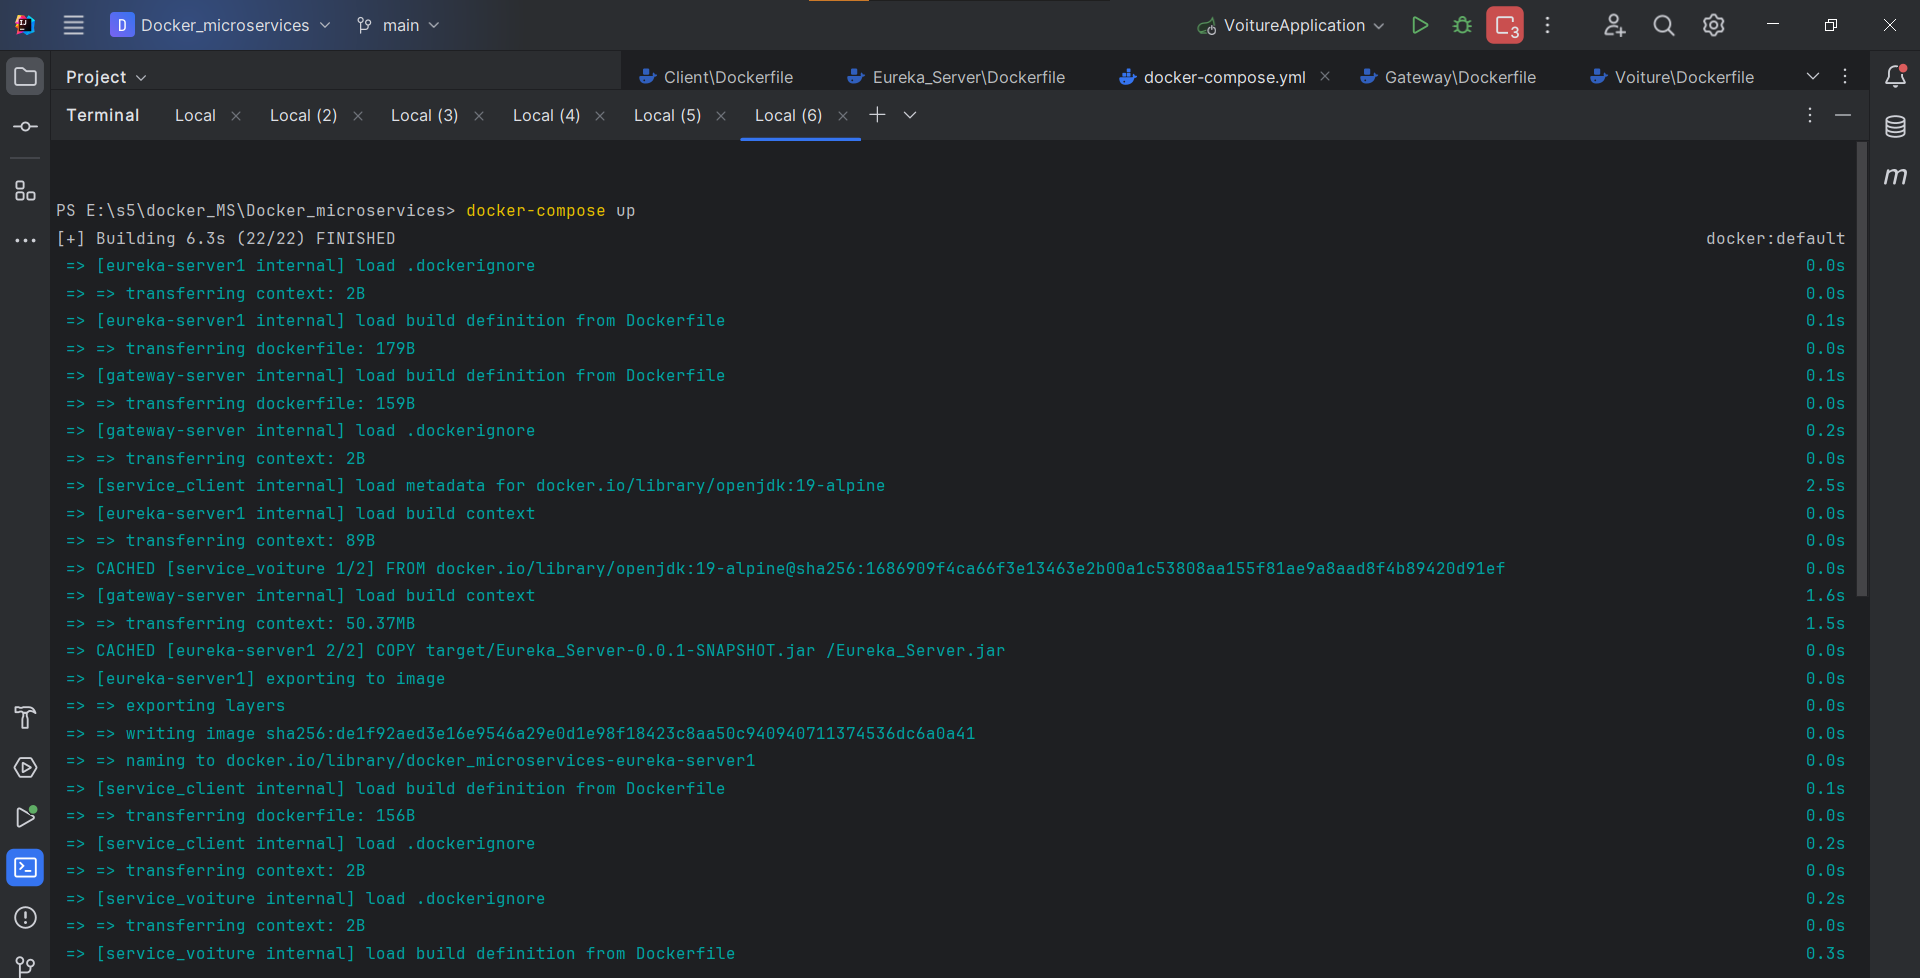 D Docker_microservices main VoitureApplication 3
Project Client\Dockerfile Eureka_Server\Dockerfile docker-compose.yml Gateway\Dockerfile Voiture\Dockerfile
Terminal Local Local (2) Local (3) Local (4) Local (5) Local (6)
PS E:\s5\docker_MS\Docker_microservices> docker-compose up
[+] Building 6.3s (22/22) FINISHED docker:default
=> [eureka-server1 internal] load .dockerignore 0.0s
=> => transferring context: 2B 0.0s
=> [eureka-server1 internal] load build definition from Dockerfile 0.1s
=> => transferring dockerfile: 179B 0.0s
=> [gateway-server internal] load build definition from Dockerfile 0.1s
=> => transferring dockerfile: 159B 0.0s
=> [gateway-server internal] load .dockerignore 0.2s
=> => transferring context: 2B 0.0s
=> [service_client internal] load metadata for docker.io/library/openjdk:19-alpine 2.5s
=> [eureka-server1 internal] load build context 0.0s
=> => transferring context: 89B 0.0s
=> CACHED [service_voiture 1/2] FROM docker.io/library/openjdk:19-alpine@sha256:1686909f4ca66f3e13463e2b00a1c53808aa155f81ae9a8aad8f4b89420d91ef 0.0s
=> [gateway-server internal] load build context 1.6s
=> => transferring context: 50.37MB 1.5s
=> CACHED [eureka-server1 2/2] COPY target/Eureka_Server-0.0.1-SNAPSHOT.jar /Eureka_Server.jar 0.0s
=> [eureka-server1] exporting to image 0.0s
=> => exporting layers 0.0s
=> => writing image sha256:de1f92aed3e16e9546a29e0d1e98f18423c8aa50c940940711374536dc6a0a41 0.0s
=> => naming to docker.io/library/docker_microservices-eureka-server1 0.0s
=> [service_client internal] load build definition from Dockerfile 0.1s
=> => transferring dockerfile: 156B 0.0s
=> [service_client internal] load .dockerignore 0.2s
=> => transferring context: 2B 0.0s
=> [service_voiture internal] load .dockerignore 0.2s
=> => transferring context: 2B 0.0s
=> [service_voiture internal] load build definition from Dockerfile 0.3s